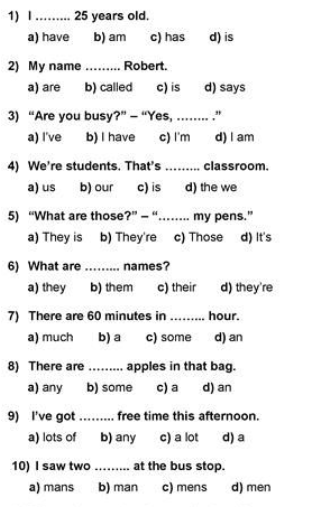 1) I ......... 25 years old.
a) have b) am c) has d) is
2) My name ......... Robert.
a) are b) called c) is d) says
3) “Are you busy?” – “Yes, ........ .”
a) I've b) I have c) I'm d) I am
4) We're students. That's ......... classroom.
a) us b) our c) is d) the we
5) “What are those?” – “........ my pens.”
a) They is b) They're c) Those d) It's
6) What are ......... names?
a) they b) them c) their d) they're
7) There are 60 minutes in ......... hour.
a) much b) a c) some d) an
8) There are ......... apples in that bag.
a) any b) some c) a d) an
9) I've got ......... free time this afternoon.
a) lots of b) any c) a lot d) a
10) I saw two ......... at the bus stop.
a) mans b) man c) mens d) men